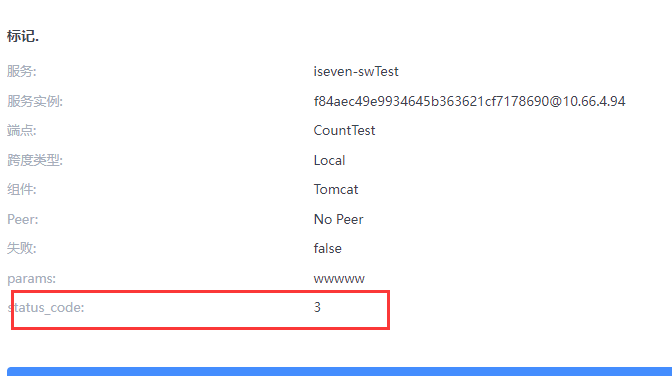 标记.
服务: iseven-swTest
服务实例: f84aec49e9934645b363621cf7178690@10.66.4.94
端点: CountTest
跨度类型: Local
组件: Tomcat
Peer: No Peer
失败: false
params: wwwww
status_code: 3